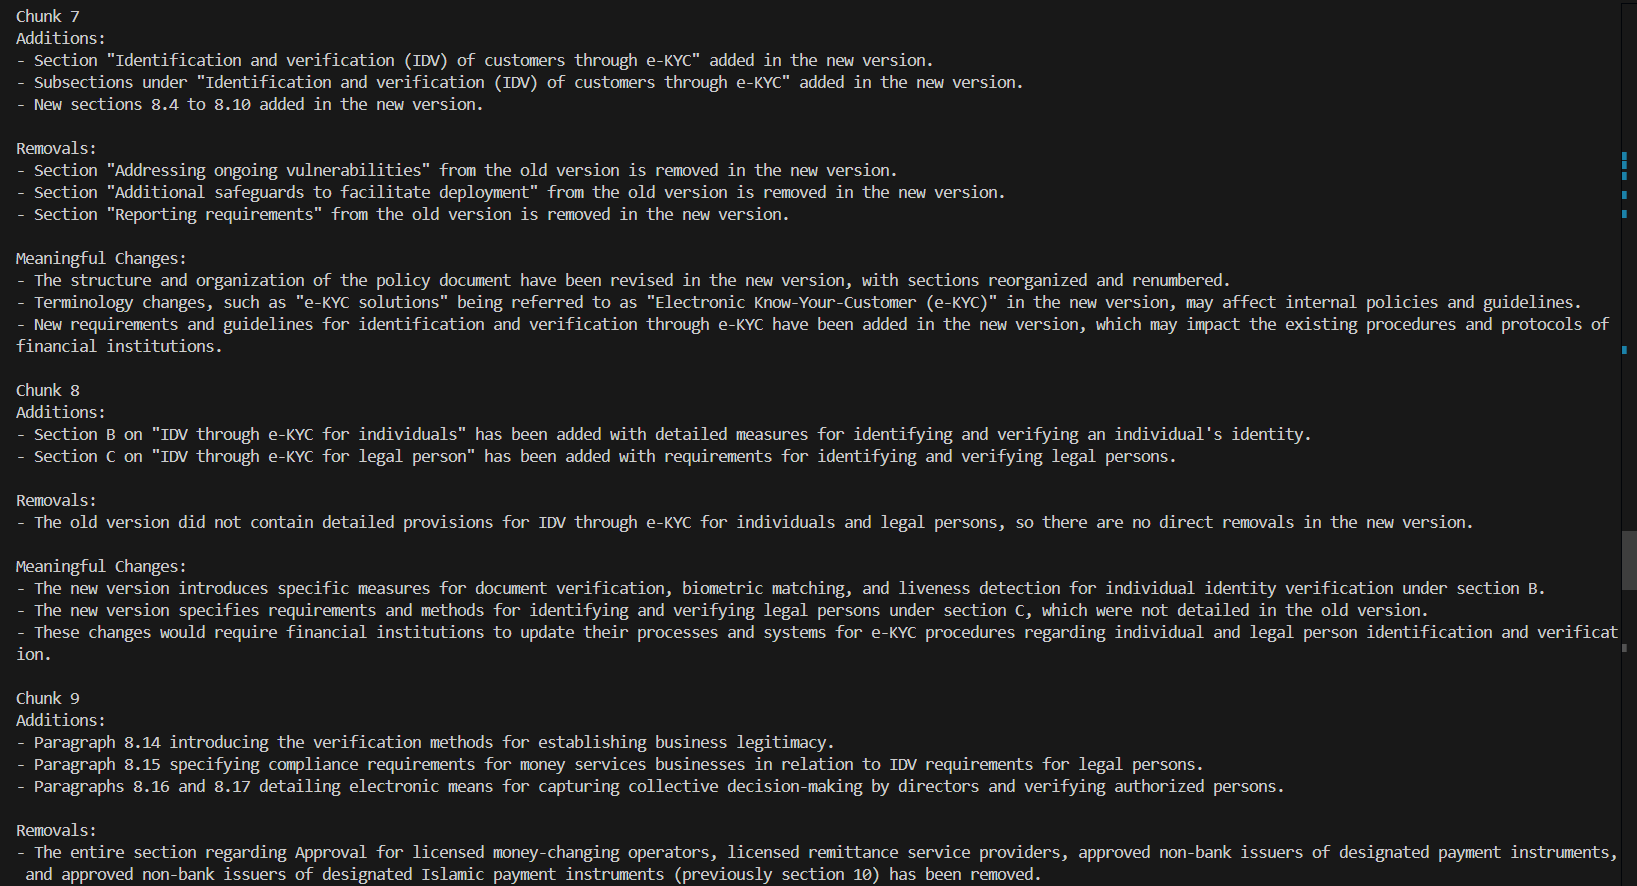 Chunk 7
Additions:
- Section "Identification and verification (IDV) of customers through e-KYC" added in the new version.
- Subsections under "Identification and verification (IDV) of customers through e-KYC" added in the new version.
- New sections 8.4 to 8.10 added in the new version.
Removals:
- Section "Addressing ongoing vulnerabilities" from the old version is removed in the new version.
- Section "Additional safeguards to facilitate deployment" from the old version is removed in the new version.
- Section "Reporting requirements" from the old version is removed in the new version.
Meaningful Changes:
- The structure and organization of the policy document have been revised in the new version, with sections reorganized and renumbered.
- Terminology changes, such as "e-KYC solutions" being referred to as "Electronic Know-Your-Customer (e-KYC)" in the new version, may affect internal policies and guidelines.
- New requirements and guidelines for identification and verification through e-KYC have been added in the new version, which may impact the existing procedures and protocols of
financial institutions.
Chunk 8
Additions:
- Section B on "IDV through e-KYC for individuals" has been added with detailed measures for identifying and verifying an individual's identity.
- Section C on "IDV through e-KYC for legal person" has been added with requirements for identifying and verifying legal persons.
Removals:
- The old version did not contain detailed provisions for IDV through e-KYC for individuals and legal persons, so there are no direct removals in the new version.
Meaningful Changes:
- The new version introduces specific measures for document verification, biometric matching, and liveness detection for individual identity verification under section B.
- The new version specifies requirements and methods for identifying and verifying legal persons under section C, which were not detailed in the old version.
- These changes would require financial institutions to update their processes and systems for e-KYC procedures regarding individual and legal person identification and verificat
ion.
Chunk 9
Additions:
- Paragraph 8.14 introducing the verification methods for establishing business legitimacy.
- Paragraph 8.15 specifying compliance requirements for money services businesses in relation to IDV requirements for legal persons.
- Paragraphs 8.16 and 8.17 detailing electronic means for capturing collective decision-making by directors and verifying authorized persons.
Removals:
- The entire section regarding Approval for licensed money-changing operators, licensed remittance service providers, approved non-bank issuers of designated payment instruments,
and approved non-bank issuers of designated Islamic payment instruments (previously section 10) has been removed.